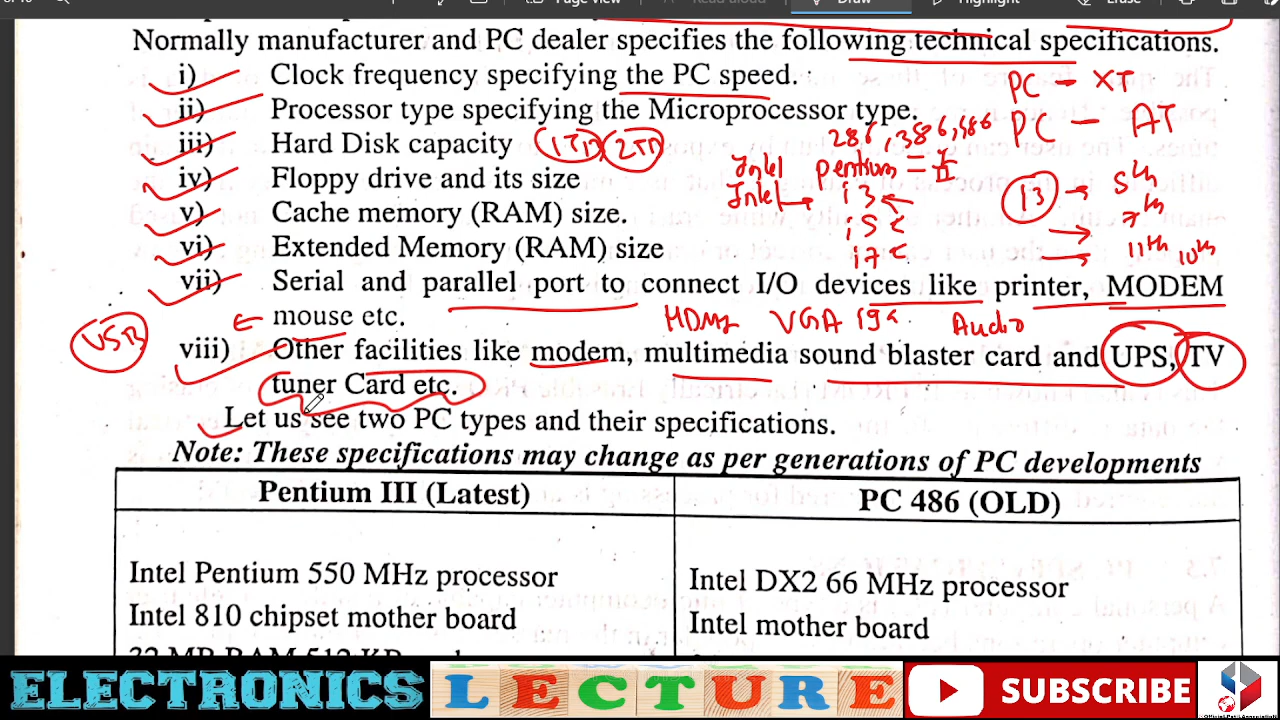 Page view
Draw
Highlight
Erase
Normally manufacturer and PC dealer specifies the following technical specifications.
i) Clock frequency specifying the PC speed.
PC - XT
ii) Processor type specifying the Microprocessor type.
286, 386, 486
PC - AT
iii) Hard Disk capacity
1TB 2TB
Intel pentium - II
iv) Floppy drive and its size
Intel → i3
i3 → 5th
v) Cache memory (RAM) size.
i5
→ 7th
vi) Extended Memory (RAM) size
i7
→ 11th 10th
vii) Serial and parallel port to connect I/O devices like printer, MODEM
mouse etc.
VGA
Audio
USB
viii) Other facilities like modem, multimedia sound blaster card and UPS, TV
tuner Card etc.
Let us see two PC types and their specifications.
Note: These specifications may change as per generations of PC developments
Pentium III (Latest)
PC 486 (OLD)
Intel Pentium 550 MHz processor
Intel DX2 66 MHz processor
Intel 810 chipset mother board
Intel mother board
ELECTRONICS LECTURE
SUBSCRIBE